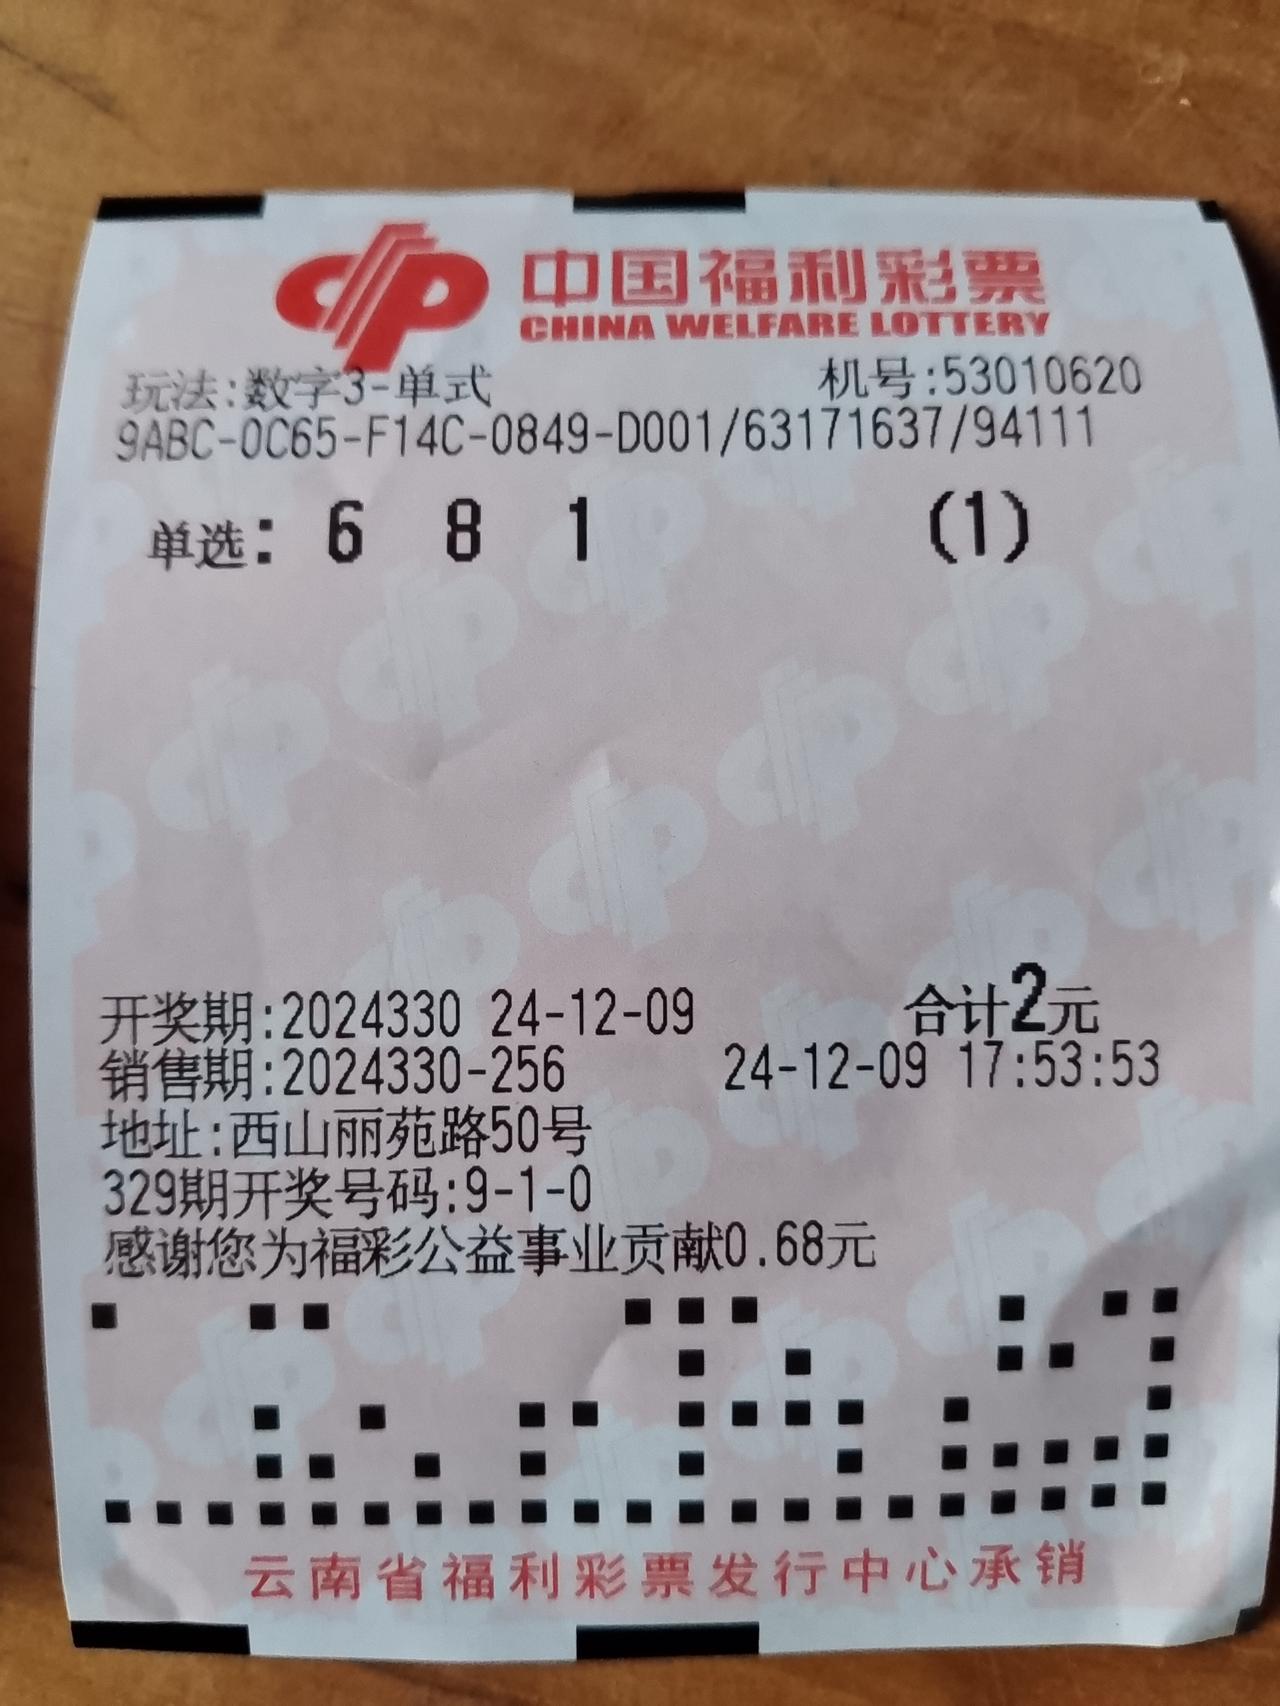 中国福利彩票
CHINA WELFARE LOTTERY
玩法:数字3-单式 机号:53010620
9ABC-0C65-F14C-0849-D001/63171637/94111
单选: 6 8 1 (1)
开奖期:2024330 24-12-09 合计2元
销售期:2024330-256 24-12-09 17:53:53
地址:西山丽苑路50号
329期开奖号码:9-1-0
感谢您为福彩公益事业贡献0.68元
云南省福利彩票发行中心承销